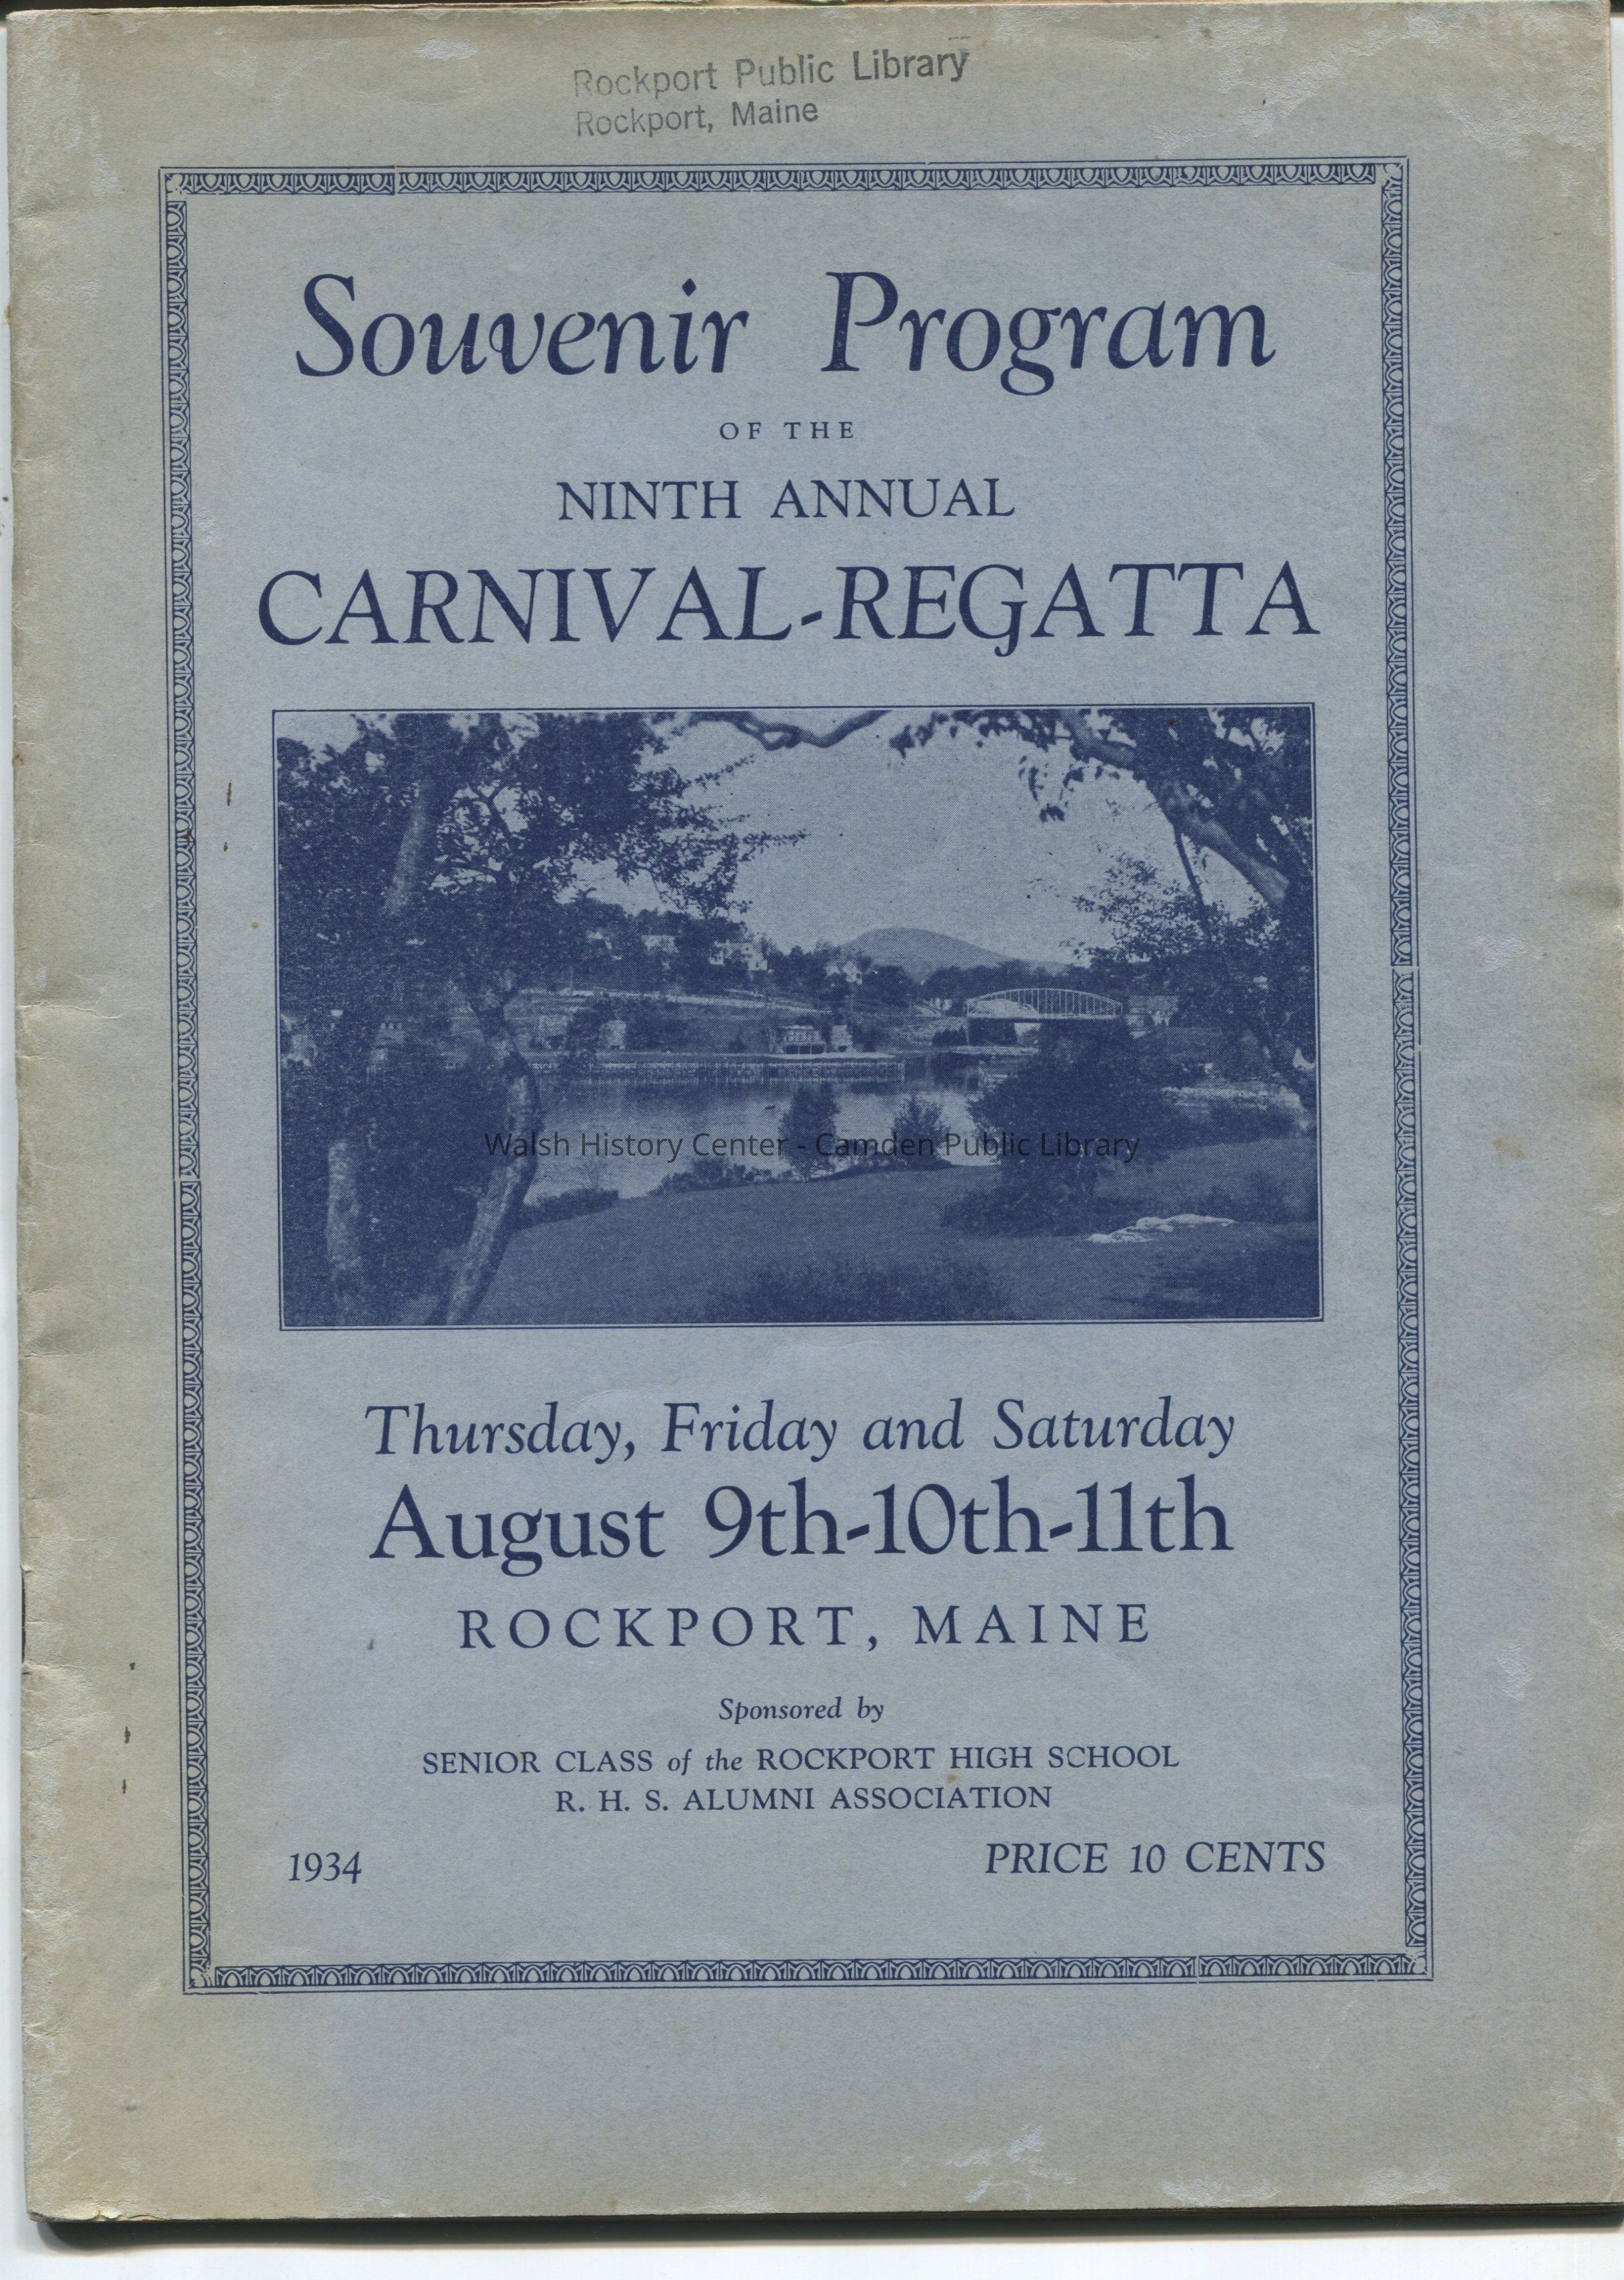 Rockport Public Library
Rockport, Maine
Souvenir Program
OF THE
NINTH ANNUAL
CARNIVAL-REGATTA
Walsh History Center - Camden Public Library
Thursday, Friday and Saturday
August 9th-10th-11th
ROCKPORT, MAINE
Sponsored by
SENIOR CLASS of the ROCKPORT HIGH SCHOOL
R. H. S. ALUMNI ASSOCIATION
1934 PRICE 10 CENTS